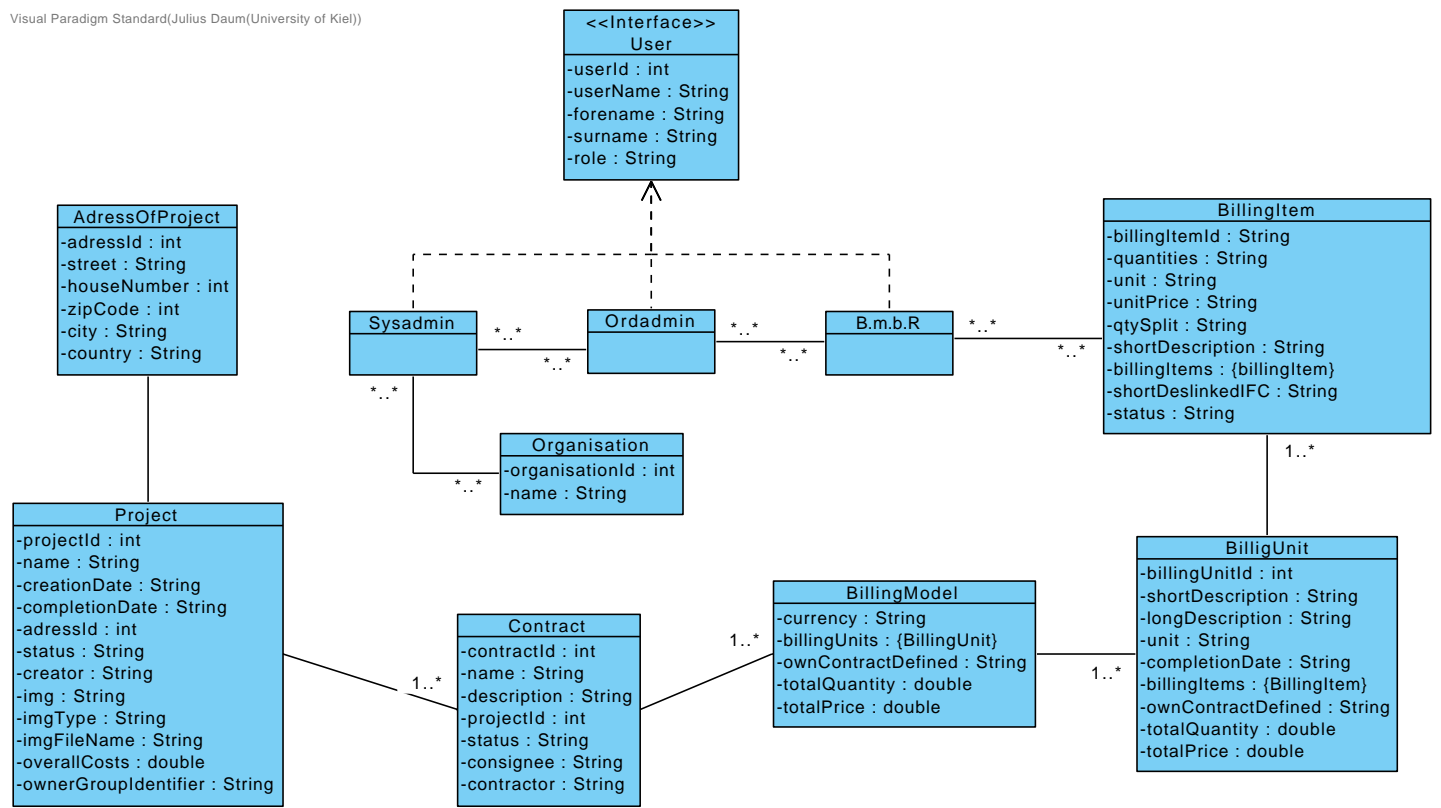 Visual Paradigm Standard(Julius Daum(University of Kiel))
<<Interface>>
User
-userId : int
-userName : String
-forename : String
-surname : String
-role : String
AdressOfProject
-adressId : int
-street : String
-houseNumber : int
-zipCode : int
-city : String
-country : String
BillingItem
-billingItemId : String
-quantities : String
-unit : String
-unitPrice : String
-qtySplit : String
-shortDescription : String
-billingItems : {billingItem}
-shortDeslinkedIFC : String
-status : String
Sysadmin
*..*
*..*
Ordadmin
*..*
*..*
B.m.b.R
*..*
*..*
*..*
*..*
Organisation
-organisationId : int
-name : String
1..*
Project
-projectId : int
-name : String
-creationDate : String
-completionDate : String
-adressId : int
-status : String
-creator : String
-img : String
-imgType : String
-imgFileName : String
-overallCosts : double
-ownerGroupIdentifier : String
1..*
Contract
-contractId : int
-name : String
-description : String
-projectId : int
-status : String
-consignee : String
-contractor : String
1..*
BillingModel
-currency : String
-billingUnits : {BillingUnit}
-ownContractDefined : String
-totalQuantity : double
-totalPrice : double
1..*
BilligUnit
-billingUnitId : int
-shortDescription : String
-longDescription : String
-unit : String
-completionDate : String
-billingItems : {BillingItem}
-ownContractDefined : String
-totalQuantity : double
-totalPrice : double